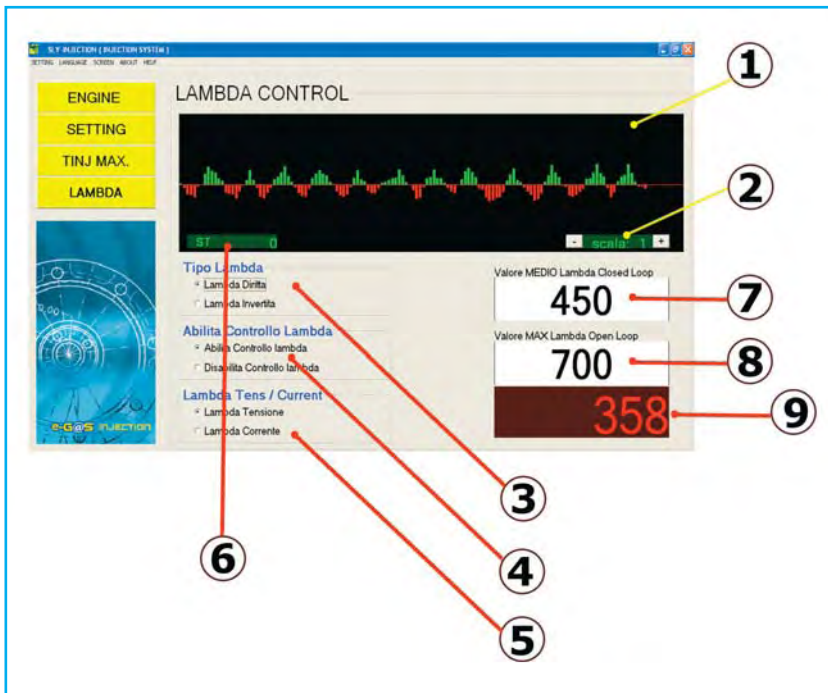 SLY INJECTION ( INJECTION SYSTEM )
SETTING LANGUAGE SCREEN ABOUT HELP
ENGINE
SETTING
TINJ MAX.
LAMBDA
LAMBDA CONTROL
ST 0
- scala: 1 +
Tipo Lambda
Lambda Diritta
Lambda Invertita
Abilita Controllo Lambda
Abilita Controllo lambda
Disabilita Controllo lambda
Lambda Tens / Current
Lambda Tensione
Lambda Corrente
Valore MEDIO Lambda Closed Loop
450
Valore MAX Lambda Open Loop
700
358
e-G@S INJECTION
1
2
7
8
9
3
4
5
6